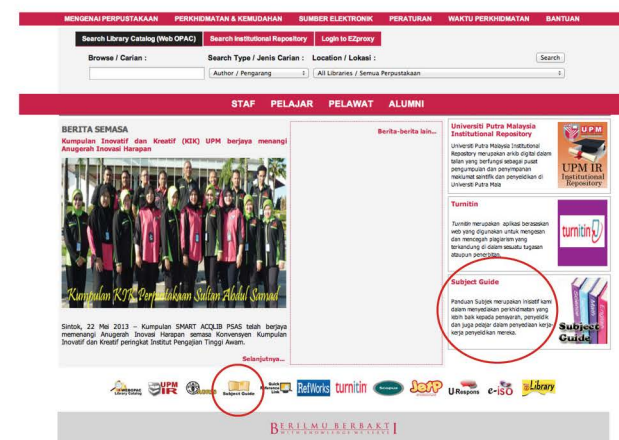 MENGENAI PERPUSTAKAAN PERKHIDMATAN & KEMUDAHAN SUMBER ELEKTRONIK PERATURAN WAKTU PERKHIDMATAN BANTUAN
Search Library Catalog (Web OPAC) Search Institutional Repository Login to EZproxy
Browse / Carian : Search Type / Jenis Carian : Location / Lokasi : Search
Author / Pengarang All Libraries / Semua Perpustakaan
STAF PELAJAR PELAWAT ALUMNI
BERITA SEMASA
Kumpulan Inovatif dan Kreatif (KIK) UPM berjaya menangi
Anugerah Inovasi Harapan
Kumpulan KIK Perpustakaan Sultan Abdul Samad
Sintok, 22 Mei 2013 – Kumpulan SMART ACQLIB PSAS telah berjaya
memenangi Anugerah Inovasi Harapan semasa Konvensyen Kumpulan
Inovatif dan Kreatif peringkat Institut Pengajian Tinggi Awam.
Selanjutnya...
Berita-berita lain...
Universiti Putra Malaysia
Institutional Repository
Universiti Putra Malaysia Institutional
Repository merupakan arkib digital dalam
talian yang berfungsi sebagai pusat
pengumpulan dan penyimpanan
maklumat saintifik dan penyelidikan di
Universiti Putra Mala
UPM
UPM IR
Institutional
Repository
Turnitin
Turnitin merupakan aplikasi berasaskan
web yang digunakan untuk mengesan
dan mencegah plagiarism yang
terkandung di dalam sesuatu tugasan
ataupun penerbitan.
turnitin
Subject Guide
Panduan Subjek merupakan inisiatif kami
dalam menyediakan perkhidmatan yang
lebih baik kepada pensyarah, penyelidik
dan juga pelajar dalam penyediaan kerja-
kerja penyelidikan mereka.
Subject
Guide
WEBOPAC
Library Catalog
UPM
IR
Subject Guide
Quick
Reference
Link
RefWorks
turnitin
JeRP
U-Respons
e-iSO
Library
BERILMU BERBAKTI
WITH KNOWLEDGE WE SERVE